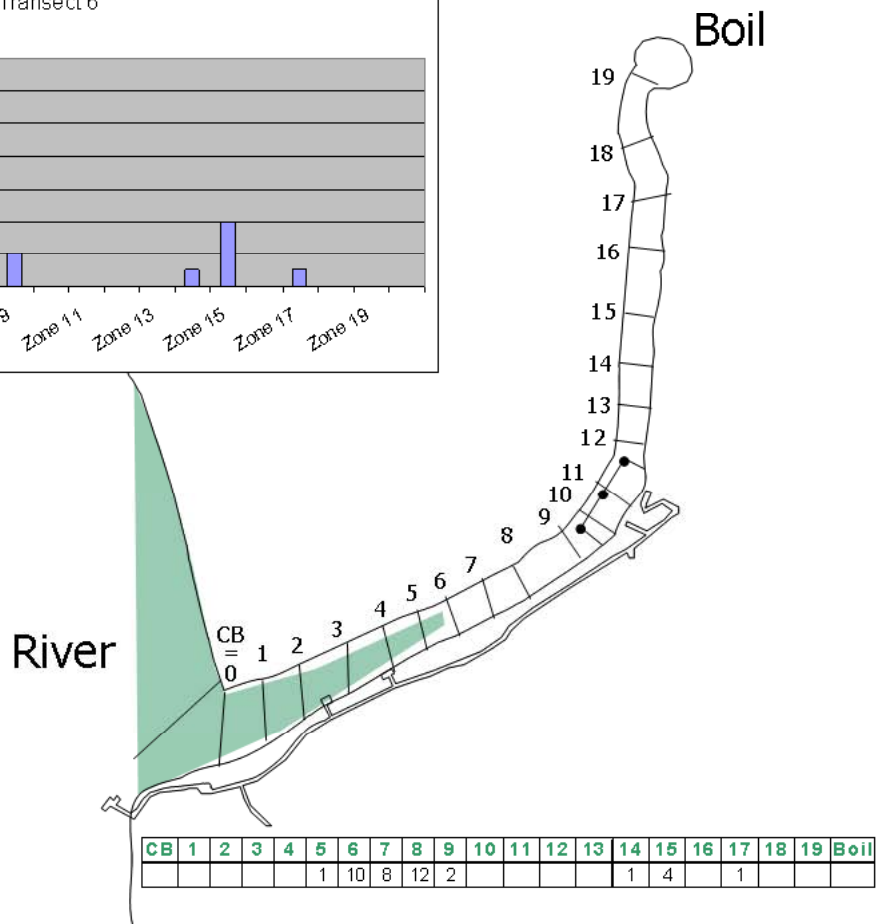 Transect 6
Boil
19
18
17
16
15
14
13
12
11
10
9
8
7
6
5
4
3
2
1
CB
=
0
River
9
Zone 11
Zone 13
Zone 15
Zone 17
Zone 19
CB 1 2 3 4 5 6 7 8 9 10 11 12 13 14 15 16 17 18 19 Boil
1 10 8 12 2 1 4 1